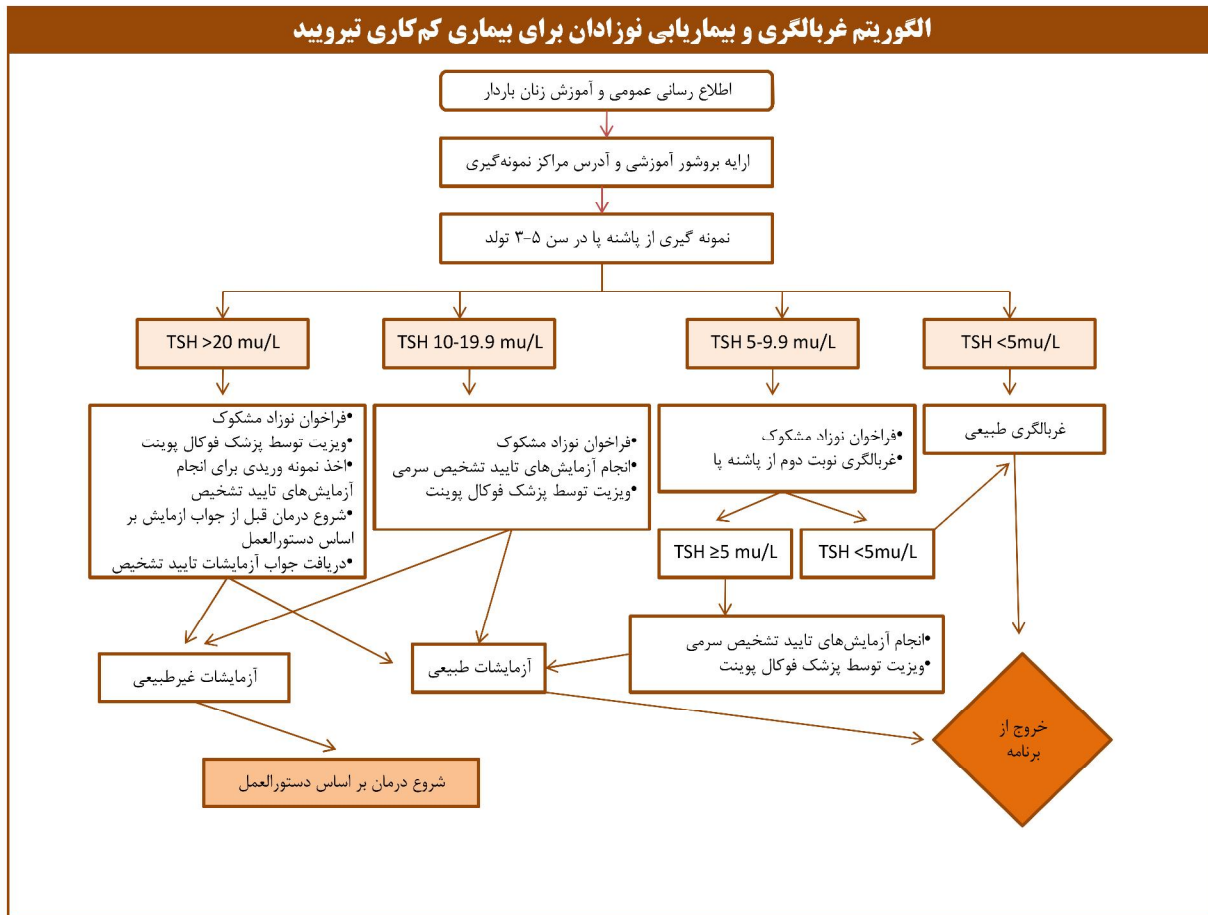 الگوریتم غربالگری و بیماریابی نوزادان برای بیماری کم‌کاری تیرویید
اطلاع رسانی عمومی و آموزش زنان باردار
ارایه بروشور آموزشی و آدرس مراکز نمونه‌گیری
نمونه گیری از پاشنه پا در سن ۵-۳ تولد
TSH <5mu/L
TSH 5-9.9 mu/L
TSH 10-19.9 mu/L
TSH >20 mu/L
غربالگری طبیعی
•فراخوان نوزاد مشکوک
•غربالگری نوبت دوم از پاشنه پا
•فراخوان نوزاد مشکوک
•انجام آزمایش‌های تایید تشخیص سرمی
•ویزیت توسط پزشک فوکال پوینت
•فراخوان نوزاد مشکوک
•ویزیت توسط پزشک فوکال پوینت
•اخذ نمونه وریدی برای انجام
آزمایش‌های تایید تشخیص
•شروع درمان قبل از جواب ازمایش بر
اساس دستورالعمل
•دریافت جواب آزمایشات تایید تشخیص
TSH <5mu/L
TSH ≥5 mu/L
•انجام آزمایش‌های تایید تشخیص سرمی
•ویزیت توسط پزشک فوکال پوینت
آزمایشات طبیعی
آزمایشات غیرطبیعی
خروج از
برنامه
شروع درمان بر اساس دستورالعمل